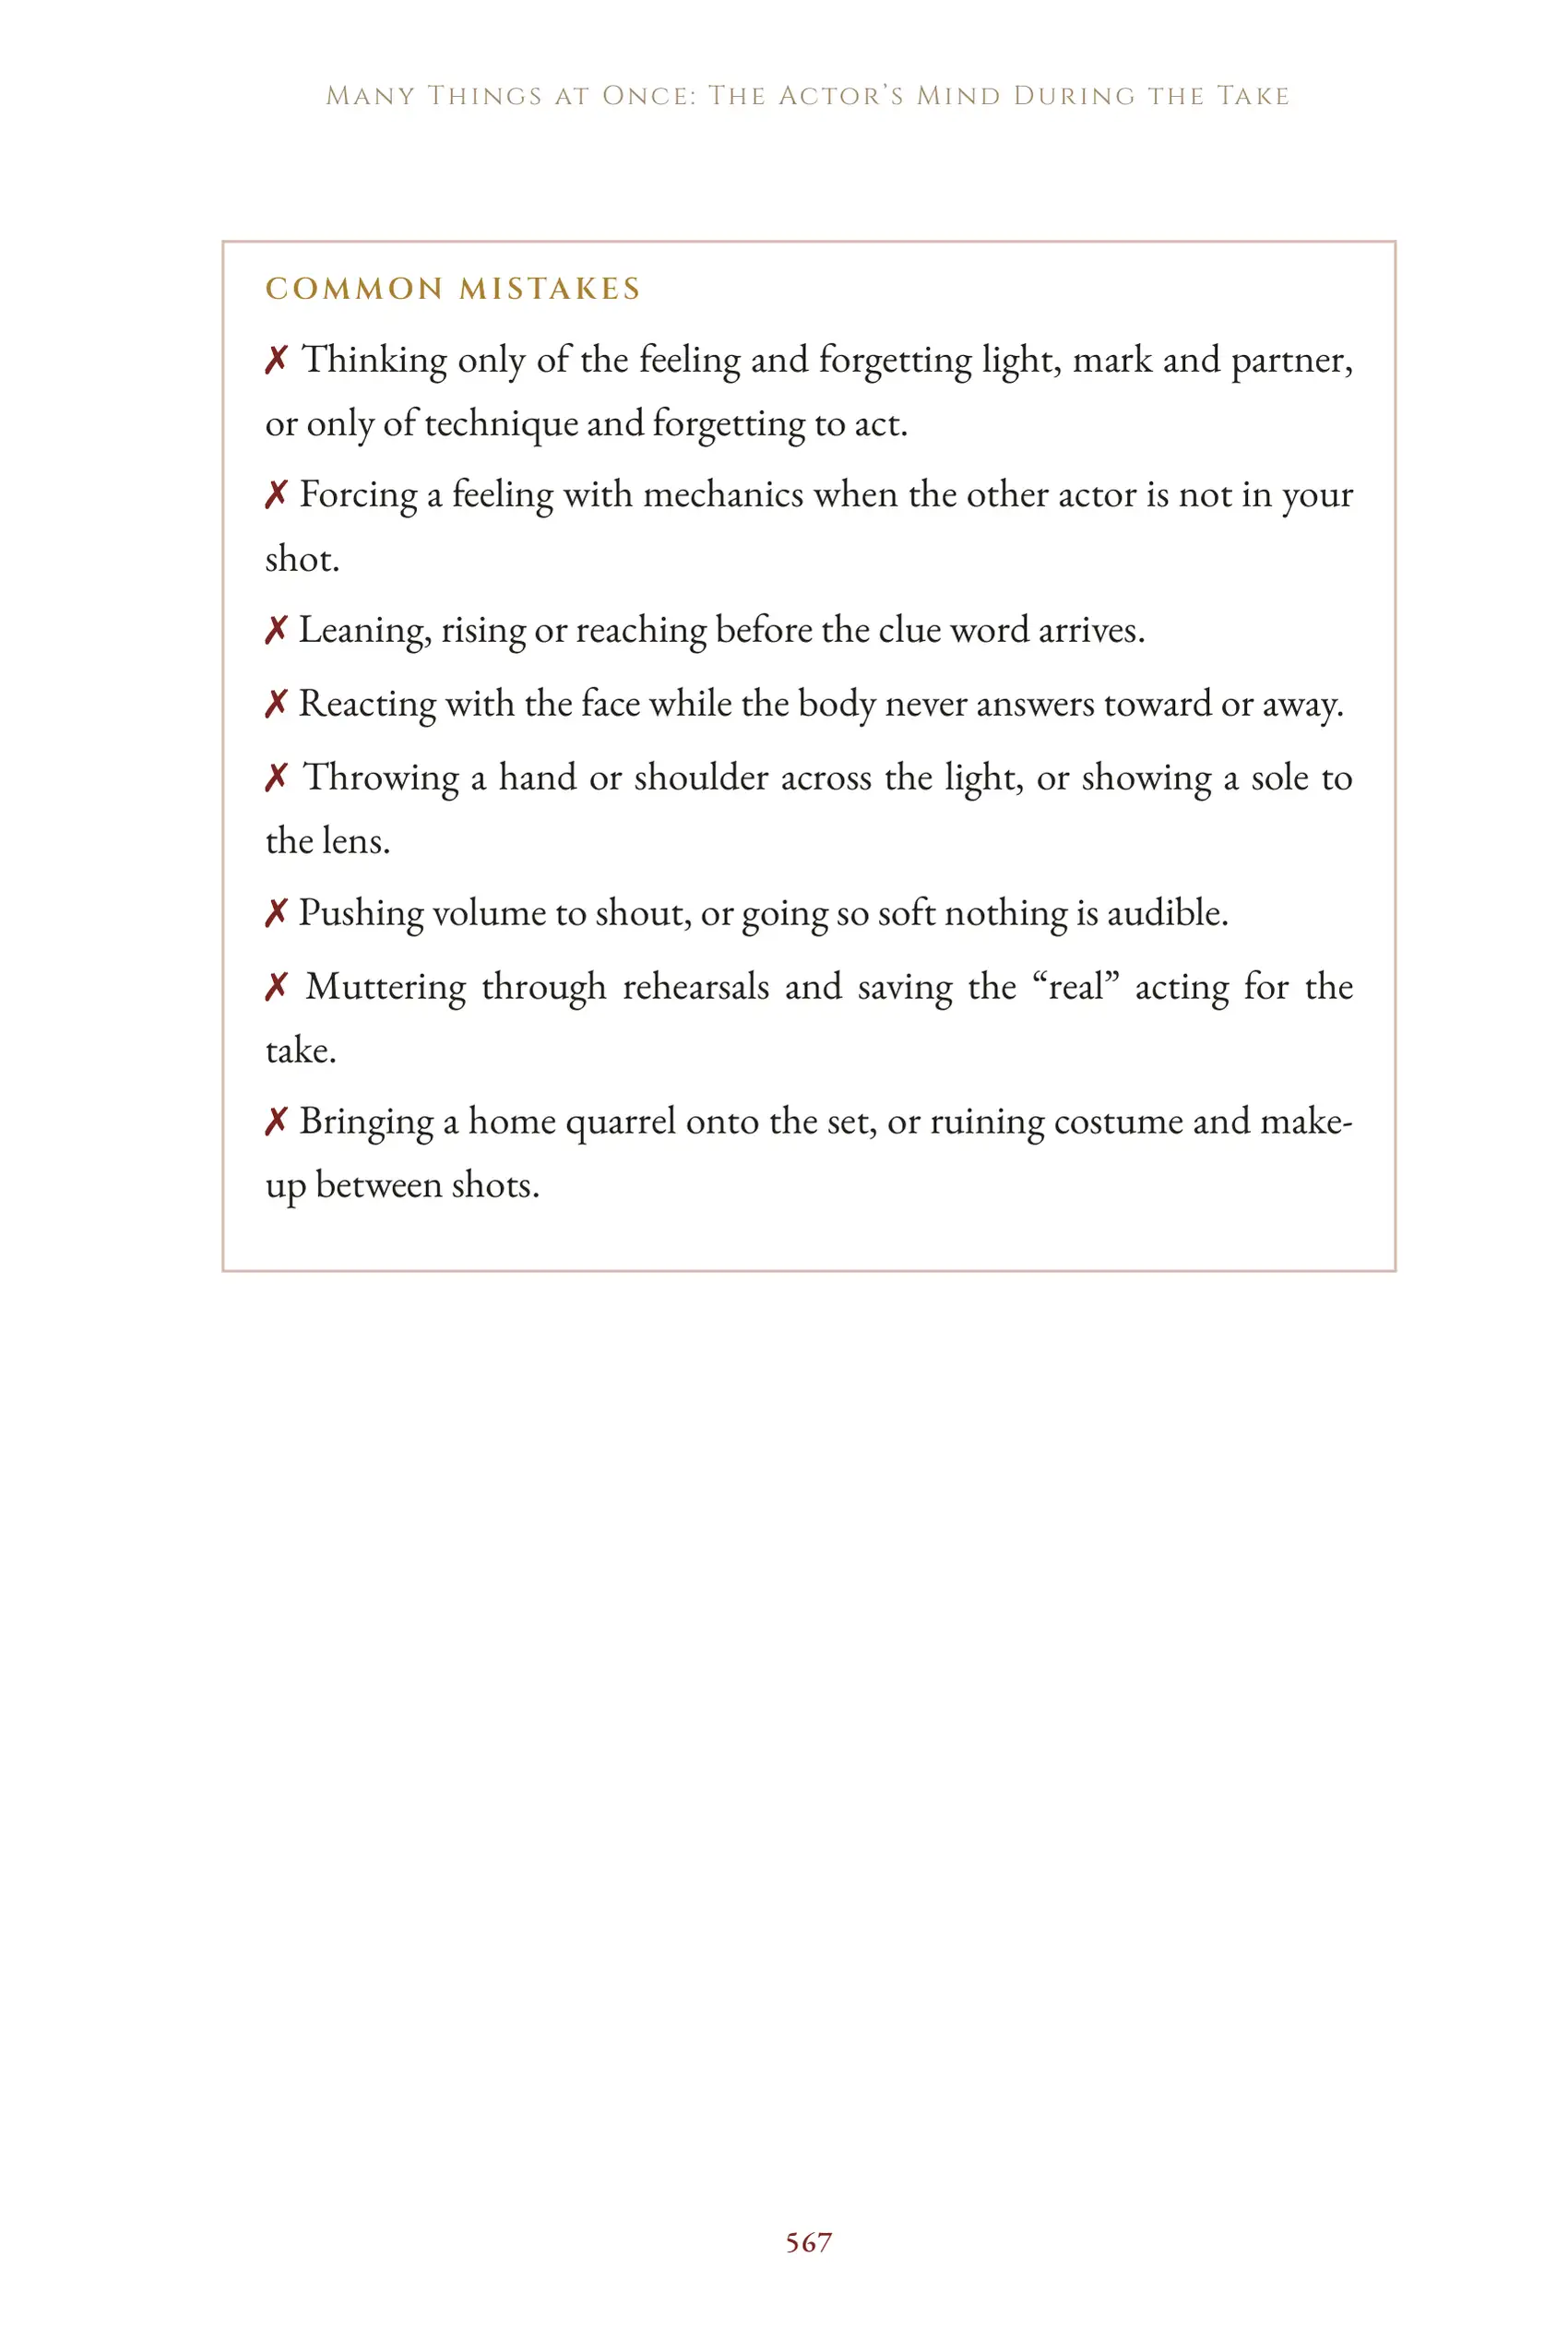 Many Things at Once: The Actor’s Mind During the Take
COMMON MISTAKES
✗ Thinking only of the feeling and forgetting light, mark and partner,
or only of technique and forgetting to act.
✗ Forcing a feeling with mechanics when the other actor is not in your
shot.
✗ Leaning, rising or reaching before the clue word arrives.
✗ Reacting with the face while the body never answers toward or away.
✗ Throwing a hand or shoulder across the light, or showing a sole to
the lens.
✗ Pushing volume to shout, or going so soft nothing is audible.
✗ Muttering through rehearsals and saving the “real” acting for the
take.
✗ Bringing a home quarrel onto the set, or ruining costume and make-
up between shots.
567